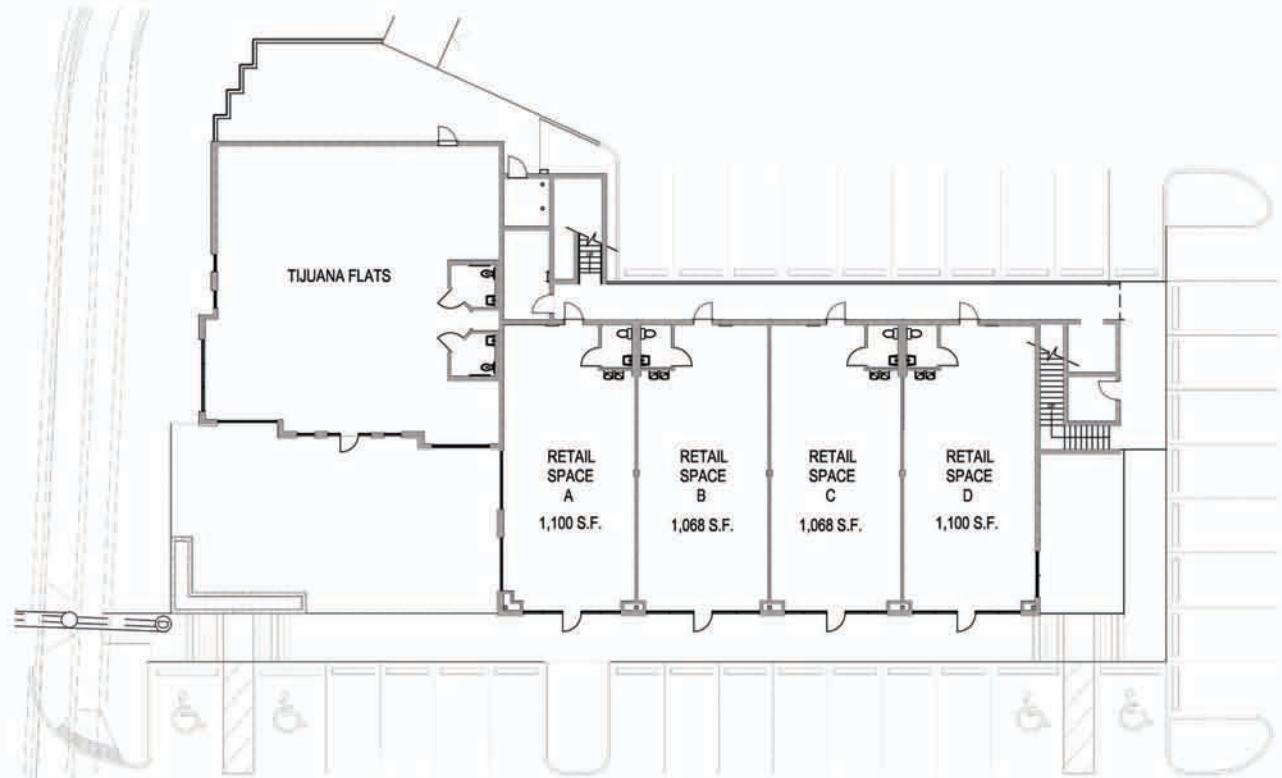 TIJUANA FLATS
RETAIL
SPACE
A
1,100 S.F.
RETAIL
SPACE
B
1,068 S.F.
RETAIL
SPACE
C
1,068 S.F.
RETAIL
SPACE
D
1,100 S.F.